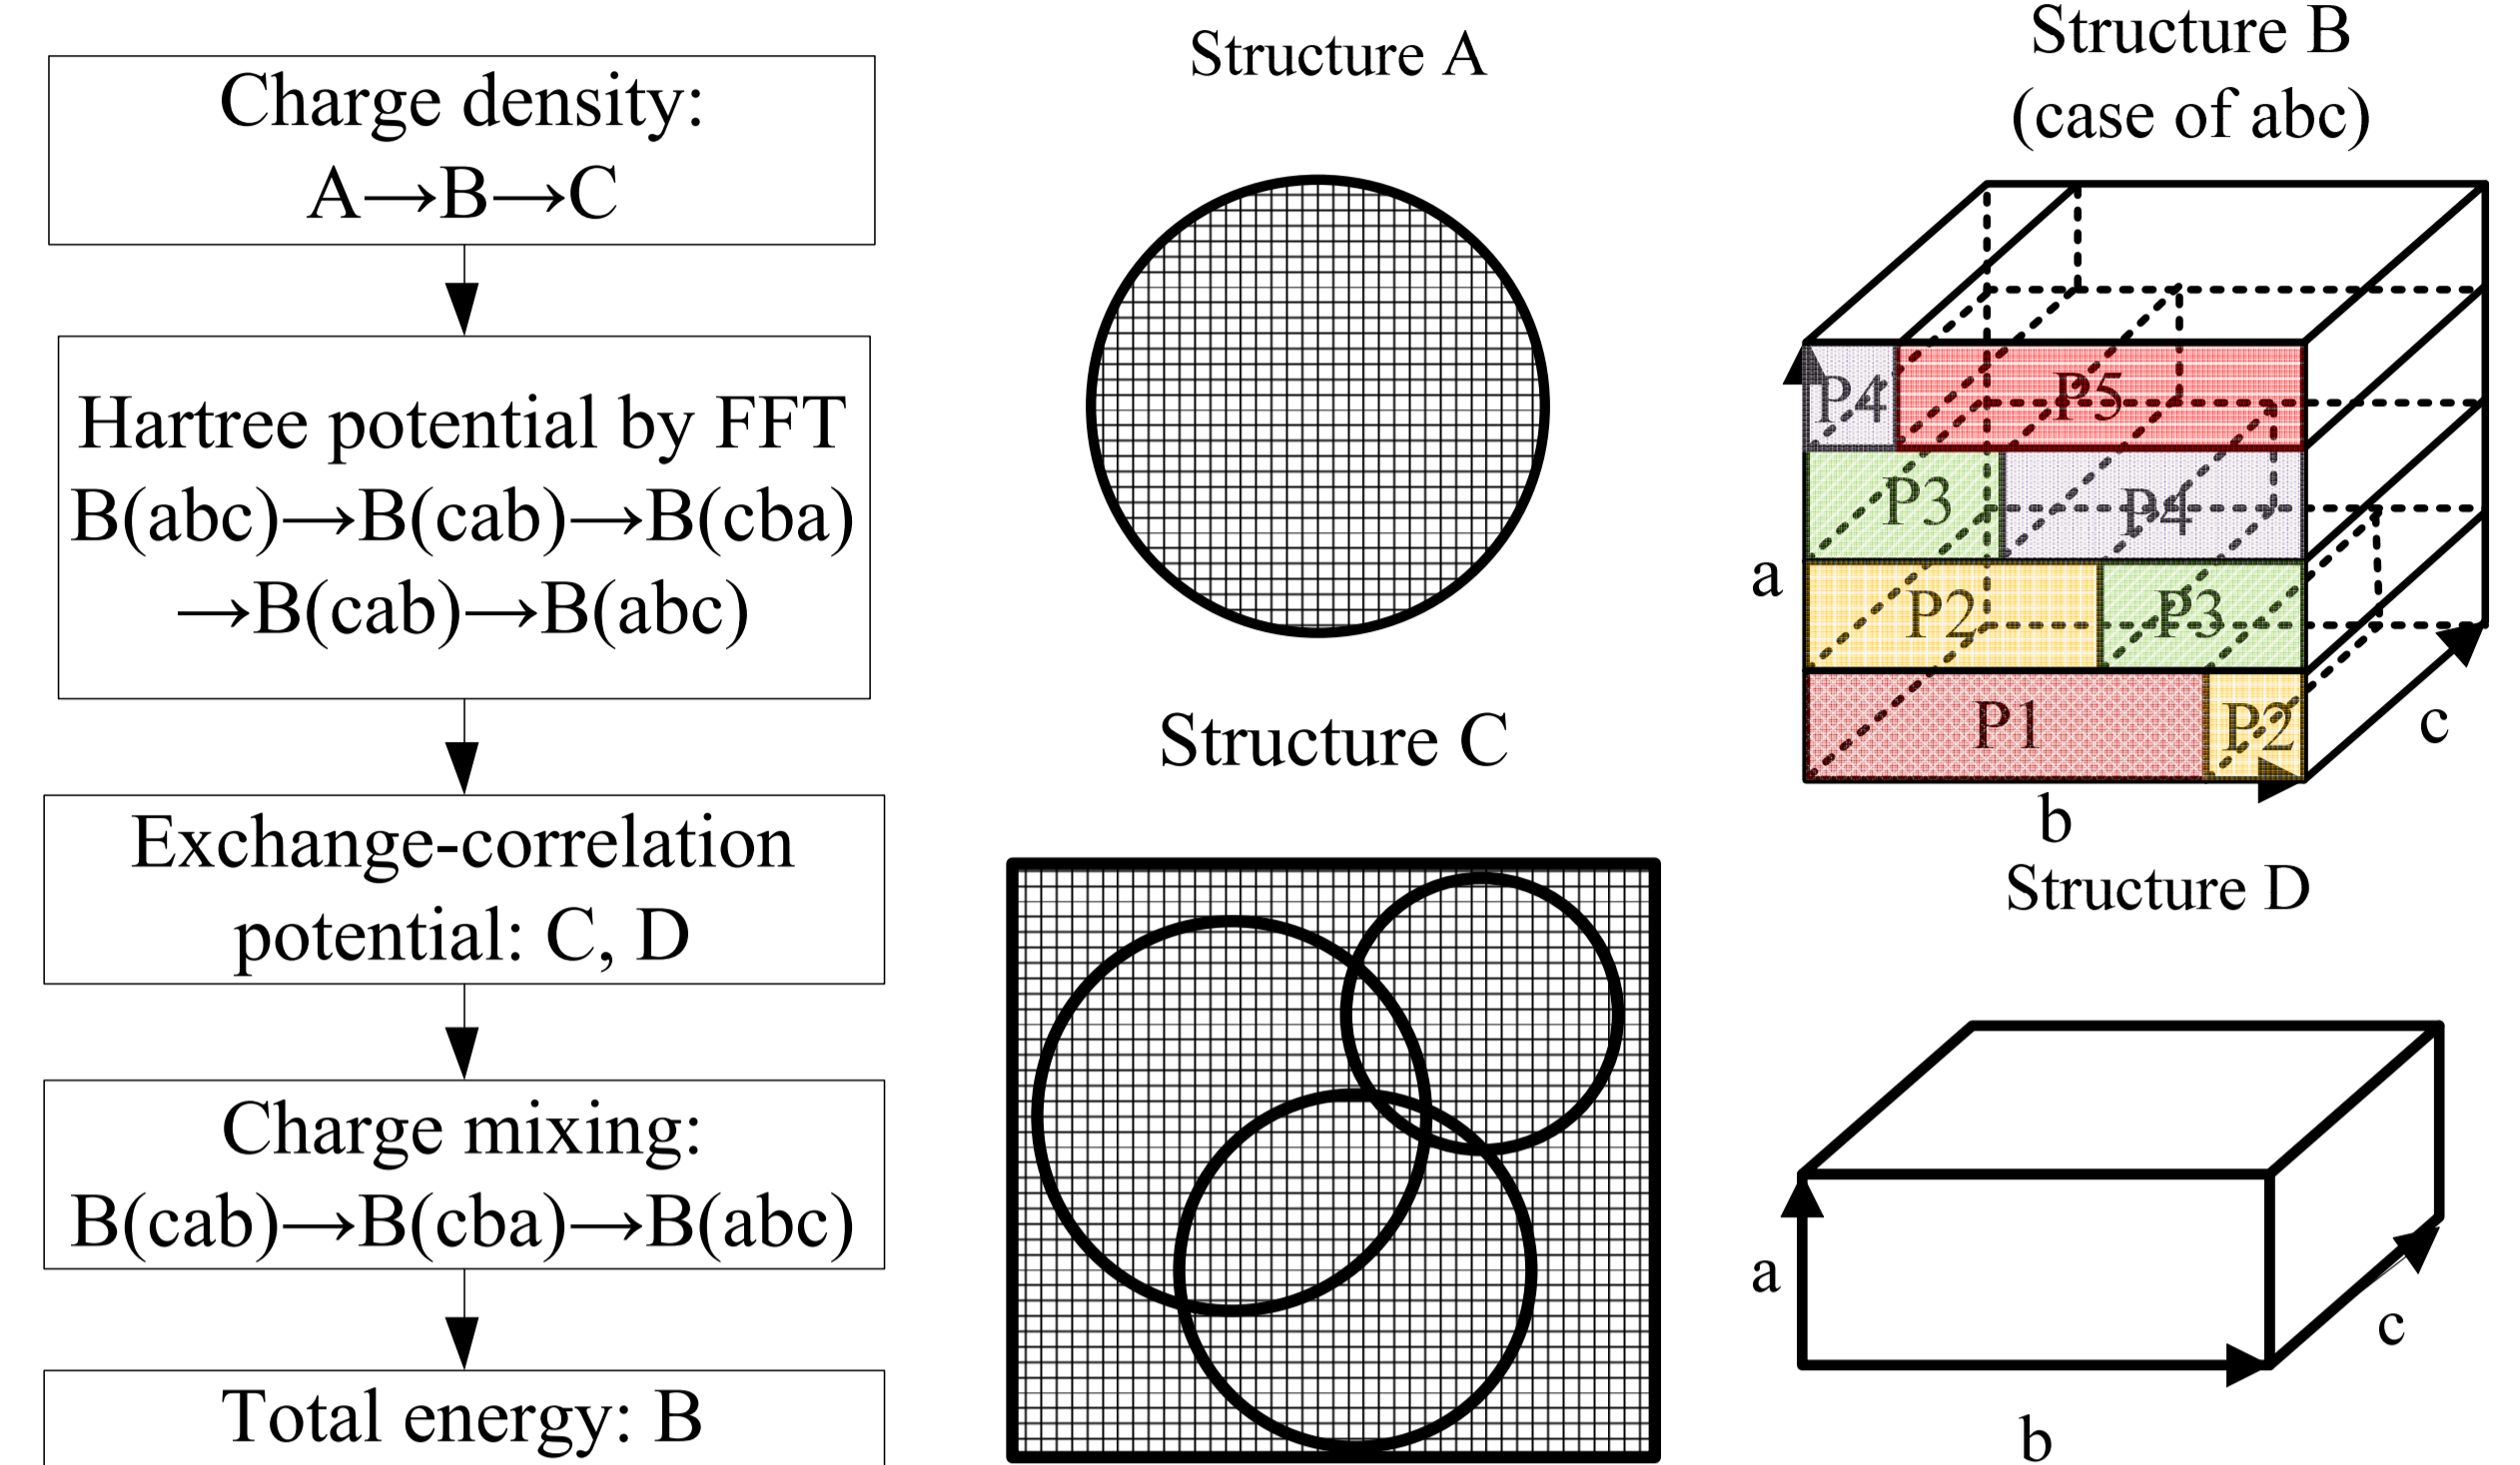 Charge density:
A→B→C
Hartree potential by FFT
B(abc)→B(cab)→B(cba)
→B(cab)→B(abc)
Exchange-correlation
potential: C, D
Charge mixing:
B(cab)→B(cba)→B(abc)
Total energy: B
Structure A
Structure C
Structure B
(case of abc)
P4 P5
P3 P4
P2 P3
P1 P2
a
b
c
Structure D
a
b
c